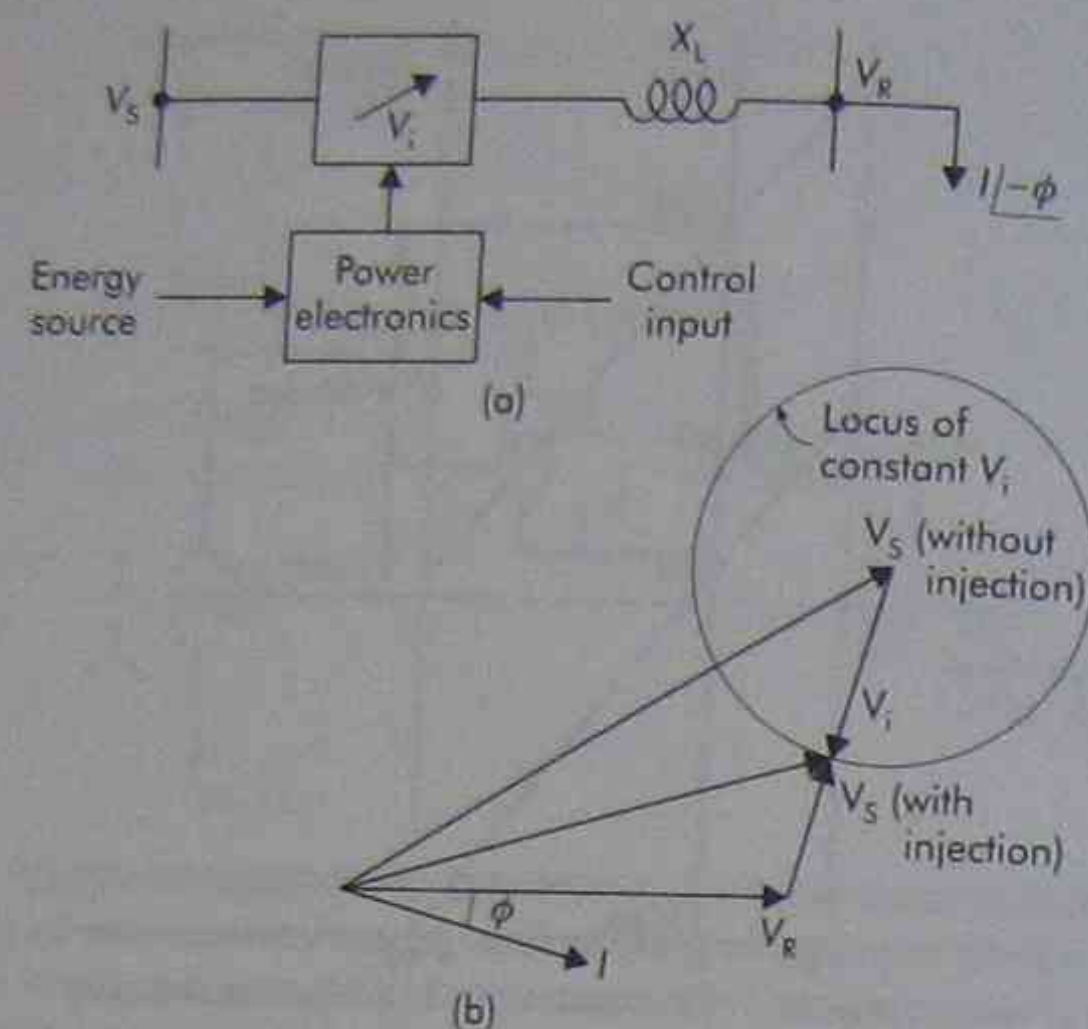 X_L
V_S
V_i
V_R
I/-φ
Energy
source
Power
electronics
Control
input
(a)
Locus of
constant V_i
V_S (without
injection)
V_i
V_S (with
injection)
φ
V_R
I
(b)